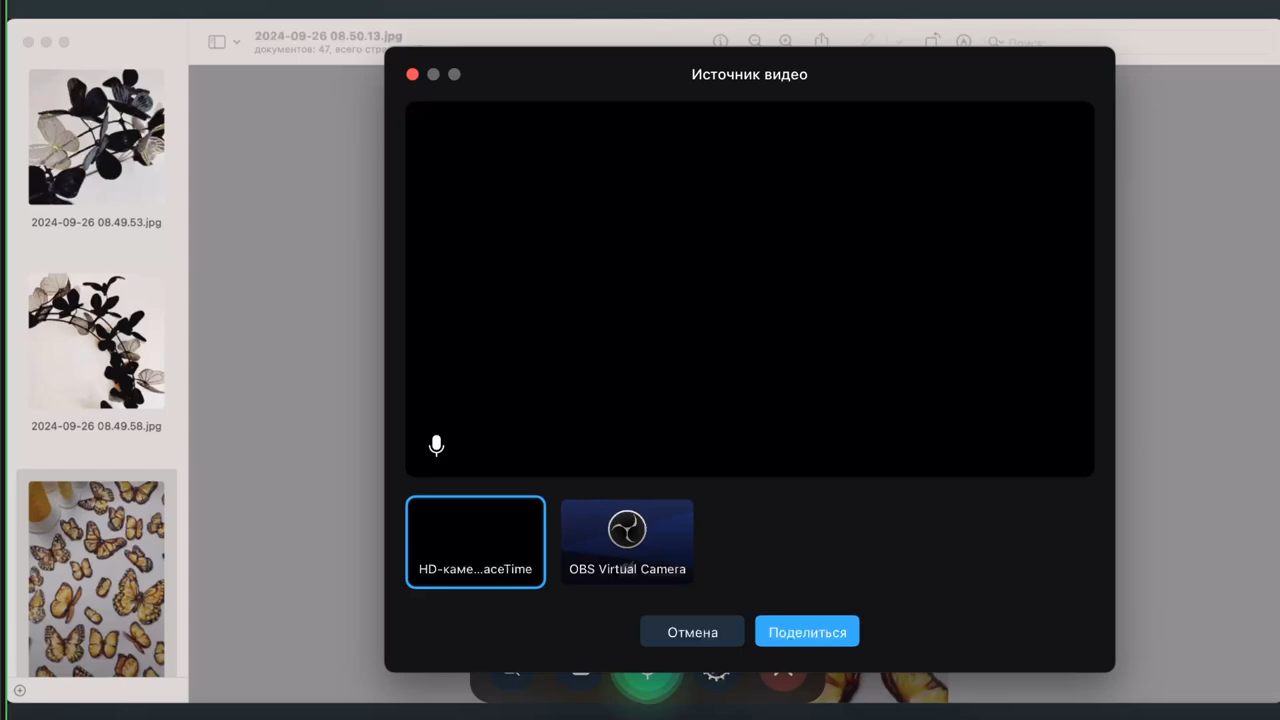 2024-09-26 08.50.13.jpg
Поиск
Источник видео
2024-09-26 08.49.53.jpg
2024-09-26 08.49.58.jpg
HD-каме...aceTime
OBS Virtual Camera
Отмена
Поделиться